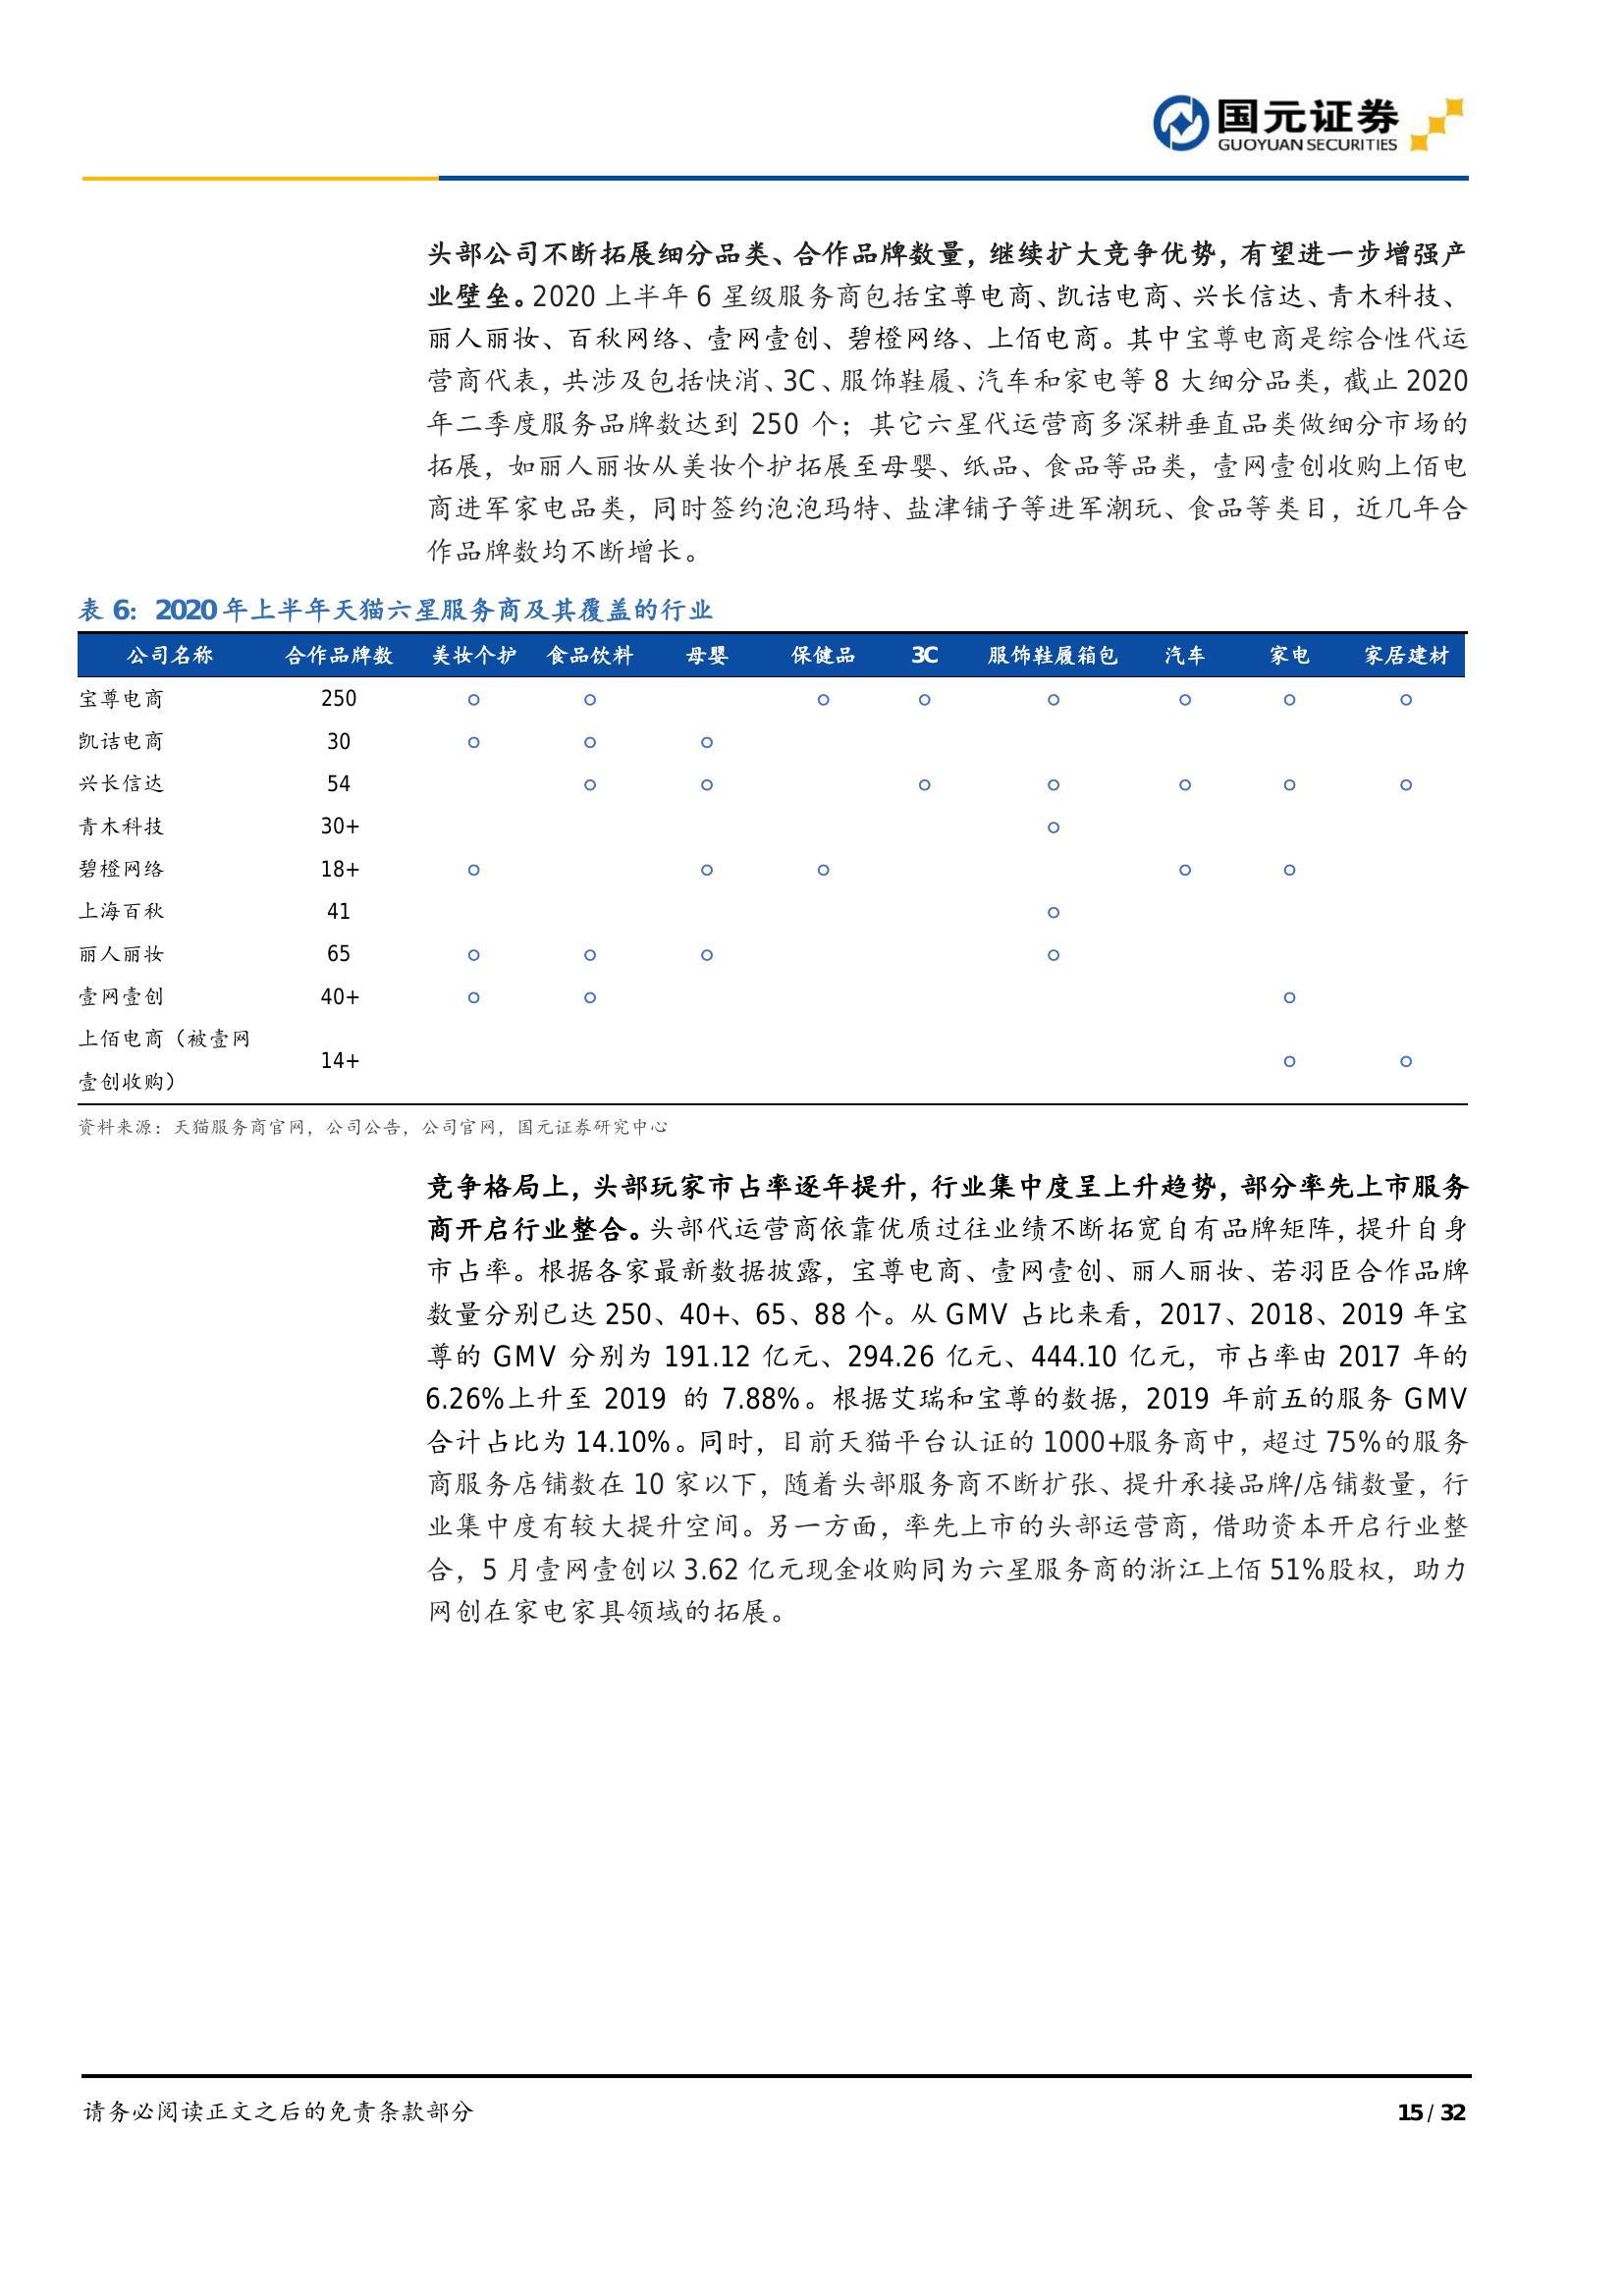 国元证券
GUOYUAN SECURITIES
头部公司不断拓展细分品类、合作品牌数量，继续扩大竞争优势，有望进一步增强产
业壁垒。2020 上半年 6 星级服务商包括宝尊电商、凯诘电商、兴长信达、青木科技、
丽人丽妆、百秋网络、壹网壹创、碧橙网络、上佰电商。其中宝尊电商是综合性代运
营商代表，共涉及包括快消、3C、服饰鞋履、汽车和家电等 8 大细分品类，截止 2020
年二季度服务品牌数达到 250 个；其它六星代运营商多深耕垂直品类做细分市场的
拓展，如丽人丽妆从美妆个护拓展至母婴、纸品、食品等品类，壹网壹创收购上佰电
商进军家电品类，同时签约泡泡玛特、盐津铺子等进军潮玩、食品等类目，近几年合
作品牌数均不断增长。
表 6：2020 年上半年天猫六星服务商及其覆盖的行业
公司名称 合作品牌数 美妆个护 食品饮料 母婴 保健品 3C 服饰鞋履箱包 汽车 家电 家居建材
宝尊电商 250 ○ ○ ○ ○ ○ ○ ○ ○
凯诘电商 30 ○ ○ ○
兴长信达 54 ○ ○ ○ ○ ○ ○ ○
青木科技 30+ ○
碧橙网络 18+ ○ ○ ○ ○ ○
上海百秋 41 ○
丽人丽妆 65 ○ ○ ○ ○
壹网壹创 40+ ○ ○ ○
上佰电商（被壹网
壹创收购） 14+ ○ ○
资料来源：天猫服务商官网，公司公告，公司官网，国元证券研究中心
竞争格局上，头部玩家市占率逐年提升，行业集中度呈上升趋势，部分率先上市服务
商开启行业整合。头部代运营商依靠优质过往业绩不断拓宽自有品牌矩阵，提升自身
市占率。根据各家最新数据披露，宝尊电商、壹网壹创、丽人丽妆、若羽臣合作品牌
数量分别已达 250、40+、65、88 个。从 GMV 占比来看，2017、2018、2019 年宝
尊的 GMV 分别为 191.12 亿元、294.26 亿元、444.10 亿元，市占率由 2017 年的
6.26%上升至 2019 的 7.88%。根据艾瑞和宝尊的数据，2019 年前五的服务 GMV
合计占比为 14.10%。同时，目前天猫平台认证的 1000+服务商中，超过 75%的服务
商服务店铺数在 10 家以下，随着头部服务商不断扩张、提升承接品牌/店铺数量，行
业集中度有较大提升空间。另一方面，率先上市的头部运营商，借助资本开启行业整
合，5 月壹网壹创以 3.62 亿元现金收购同为六星服务商的浙江上佰 51%股权，助力
网创在家电家具领域的拓展。
请务必阅读正文之后的免责条款部分
15 / 32